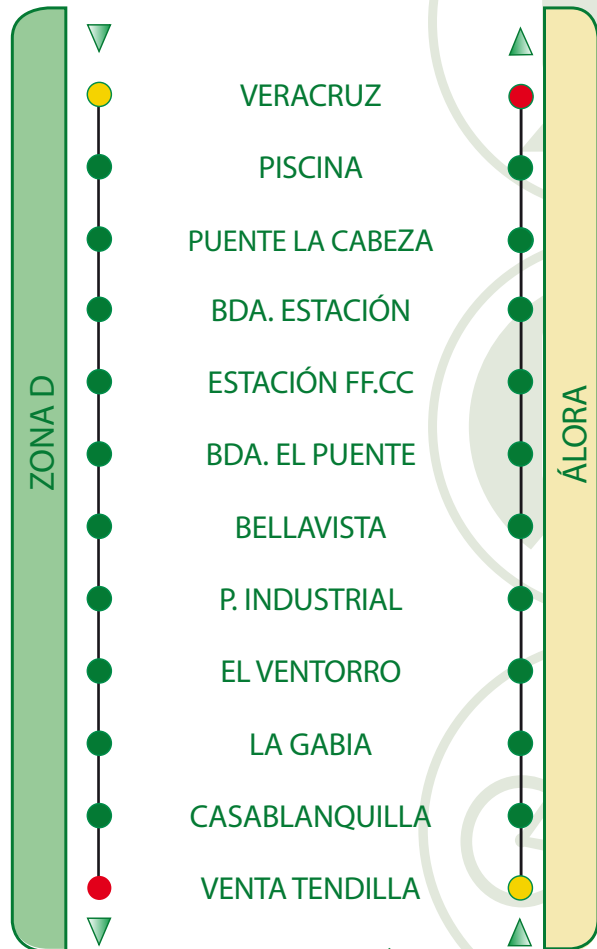 ZONA D
VERACRUZ
PISCINA
PUENTE LA CABEZA
BDA. ESTACIÓN
ESTACIÓN FF.CC
BDA. EL PUENTE
BELLAVISTA
P. INDUSTRIAL
EL VENTORRO
LA GABIA
CASABLANQUILLA
VENTA TENDILLA
ÁLORA